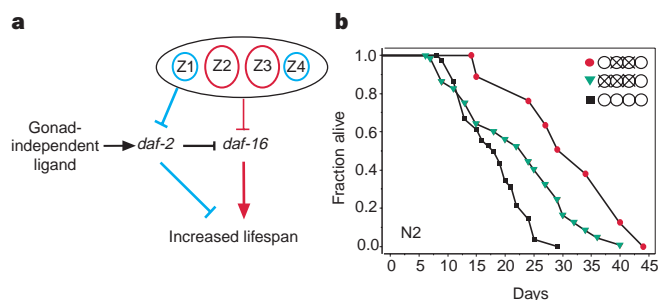 a
Z1 Z2 Z3 Z4
Gonad-
independent
ligand
daf-2
daf-16
Increased lifespan
b
Fraction alive
1.0
0.8
0.6
0.4
0.2
0.0
N2
0 5 10 15 20 25 30 35 40 45
Days